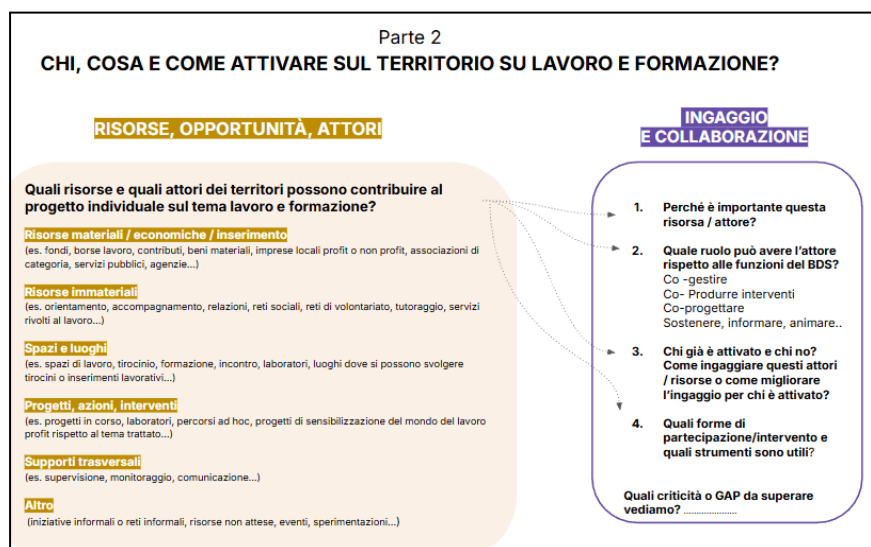 Parte 2
CHI, COSA E COME ATTIVARE SUL TERRITORIO SU LAVORO E FORMAZIONE?
RISORSE, OPPORTUNITÀ, ATTORI
Quali risorse e quali attori dei territori possono contribuire al
progetto individuale sul tema lavoro e formazione?
Risorse materiali / economiche / inserimento
(es. fondi, borse lavoro, contributi, beni materiali, imprese locali profit o non profit, associazioni di
categoria, servizi pubblici, agenzie...)
Risorse immateriali
(es. orientamento, accompagnamento, relazioni, reti sociali, reti di volontariato, tutoraggio, servizi
rivolti al lavoro...)
Spazi e luoghi
(es. spazi di lavoro, tirocinio, formazione, incontro, laboratori, luoghi dove si possono svolgere
tirocini o inserimenti lavorativi...)
Progetti, azioni, interventi
(es. progetti in corso, laboratori, percorsi ad hoc, progetti di sensibilizzazione del mondo del lavoro
profit rispetto al tema trattato...)
Supporti trasversali
(es. supervisione, monitoraggio, comunicazione...)
Altro
(iniziative informali o reti informali, risorse non attese, eventi, sperimentazioni...)
INGAGGIO
E COLLABORAZIONE
1. Perché è importante questa
risorsa / attore?
2. Quale ruolo può avere l'attore
rispetto alle funzioni del BDS?
Co -gestire
Co- Produrre interventi
Co-progettare
Sostenere, informare, animare..
3. Chi già è attivato e chi no?
Come ingaggiare questi attori
/ risorse o come migliorare
l'ingaggio per chi è attivato?
4. Quali forme di
partecipazione/intervento e
quali strumenti sono utili?
Quali criticità o GAP da superare
vediamo? .....................